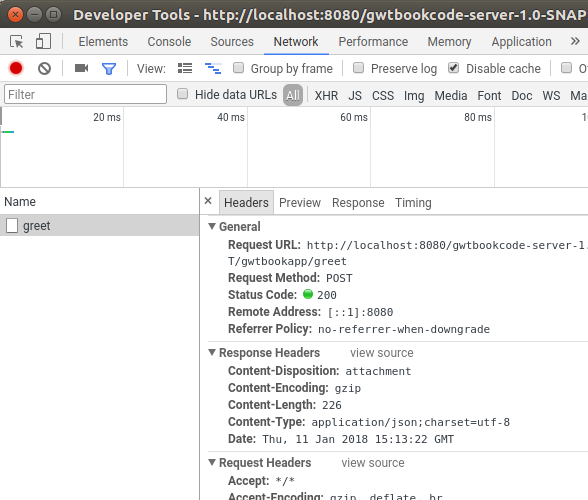 Developer Tools - http://localhost:8080/gwtbookcode-server-1.0-SNAP
Elements Console Sources Network Performance Memory Application »
View: Group by frame Preserve log Disable cache
Filter Hide data URLs All XHR JS CSS Img Media Font Doc WS Ma
20 ms 40 ms 60 ms 80 ms
Name × Headers Preview Response Timing
greet
General
Request URL: http://localhost:8080/gwtbookcode-server-1.
T/gwtbookapp/greet
Request Method: POST
Status Code: 200
Remote Address: [::1]:8080
Referrer Policy: no-referrer-when-downgrade
Response Headers view source
Content-Disposition: attachment
Content-Encoding: gzip
Content-Length: 226
Content-Type: application/json;charset=utf-8
Date: Thu, 11 Jan 2018 15:13:22 GMT
Request Headers view source
Accept: */*
Accept-Encoding: gzip, deflate, br